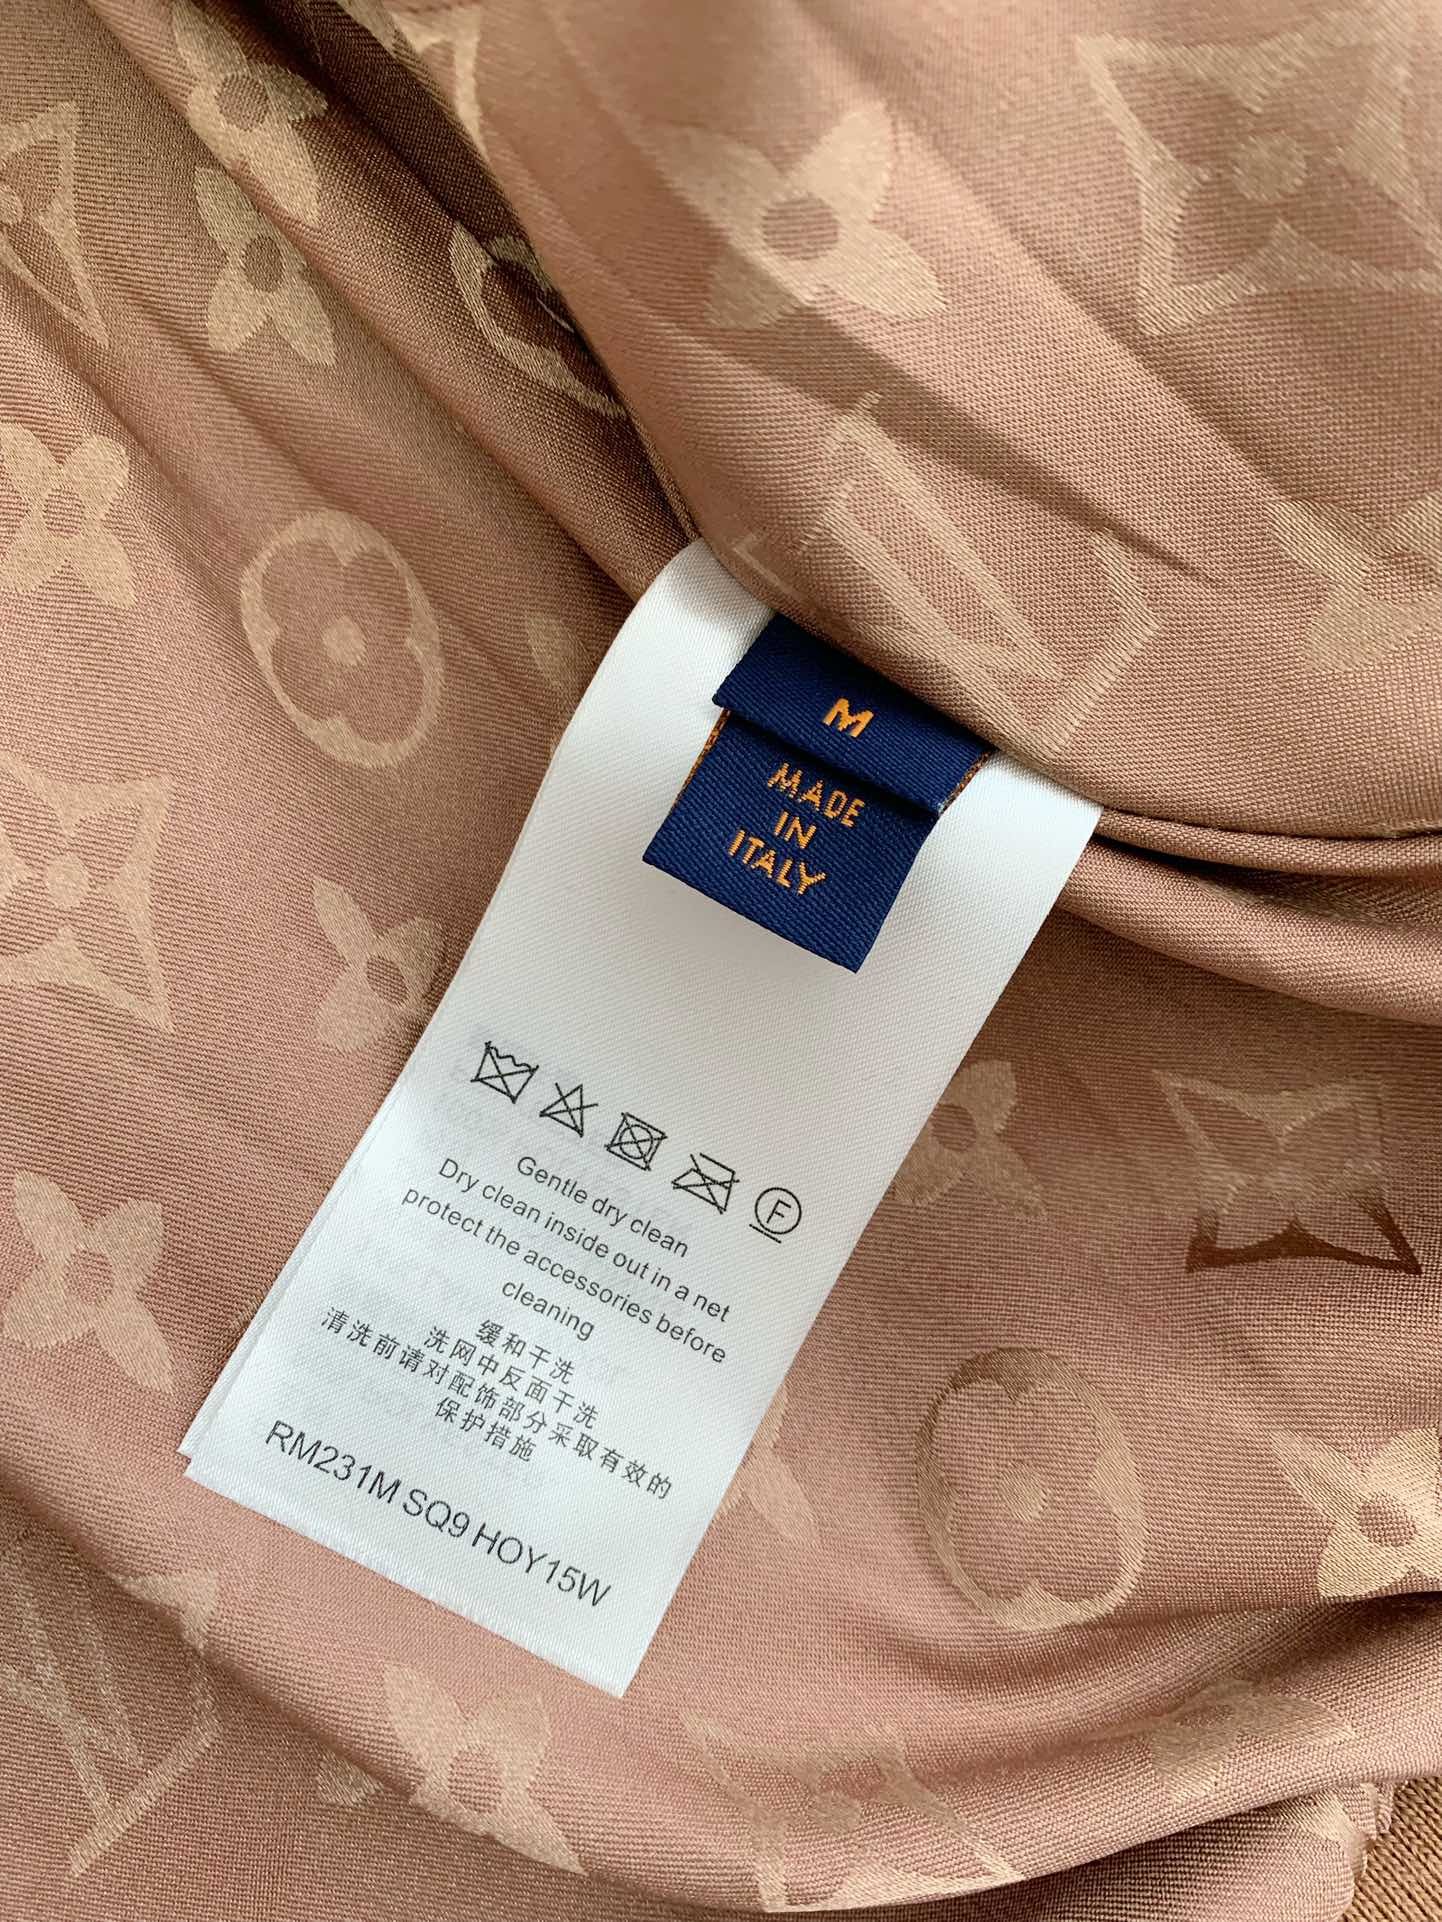 M
MADE
IN
ITALY
F
Gentle dry clean
Dry clean inside out in a net
protect the accessories before
cleaning
缓和干洗
洗网中反面干洗
清洗前请对配饰部分采取有效的
保护措施
RM231M SQ9 HOY15W